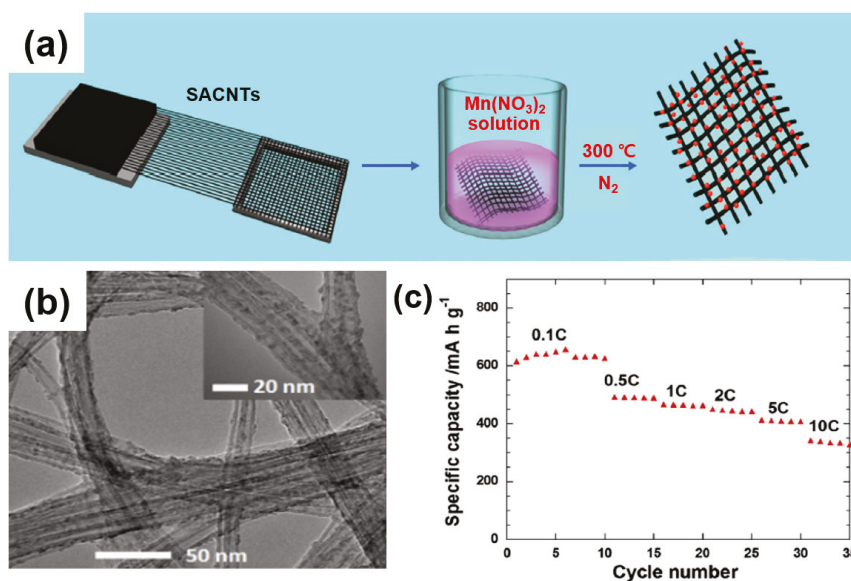 (a)
SACNTs
Mn(NO₃)₂
solution
300 ℃
N₂
(b)
20 nm
50 nm
(c)
Specific capacity /mA h g⁻¹
800
600
400
200
0
0.1C
0.5C
1C
2C
5C
10C
0 5 10 15 20 25 30 35
Cycle number